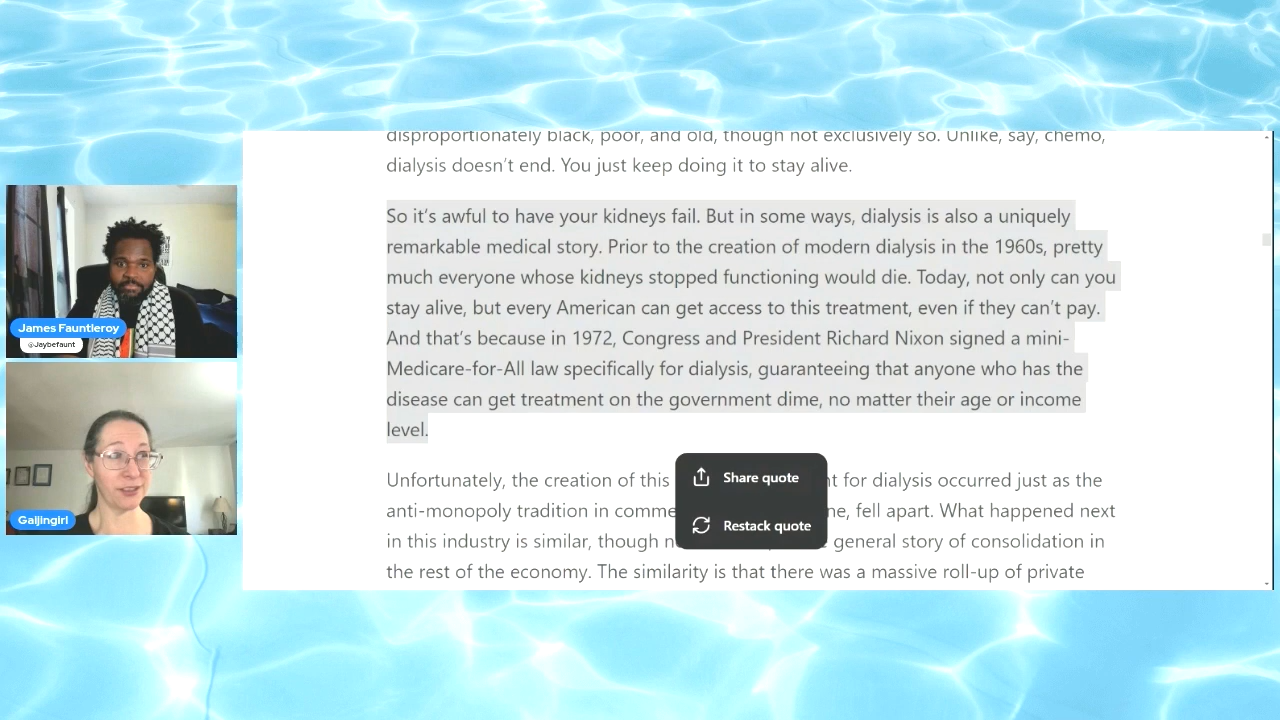 disproportionately black, poor, and old, though not exclusively so. Unlike, say, chemo,
dialysis doesn't end. You just keep doing it to stay alive.
So it's awful to have your kidneys fail. But in some ways, dialysis is also a uniquely
remarkable medical story. Prior to the creation of modern dialysis in the 1960s, pretty
much everyone whose kidneys stopped functioning would die. Today, not only can you
stay alive, but every American can get access to this treatment, even if they can't pay.
And that's because in 1972, Congress and President Richard Nixon signed a mini-
Medicare-for-All law specifically for dialysis, guaranteeing that anyone who has the
disease can get treatment on the government dime, no matter their age or income
level.
Unfortunately, the creation of this t for dialysis occurred just as the
anti-monopoly tradition in comme ne, fell apart. What happened next
in this industry is similar, though general story of consolidation in
the rest of the economy. The similarity is that there was a massive roll-up of private
Share quote
Restack quote
James Fauntleroy
@Jaybefaunt
Gaijingirl